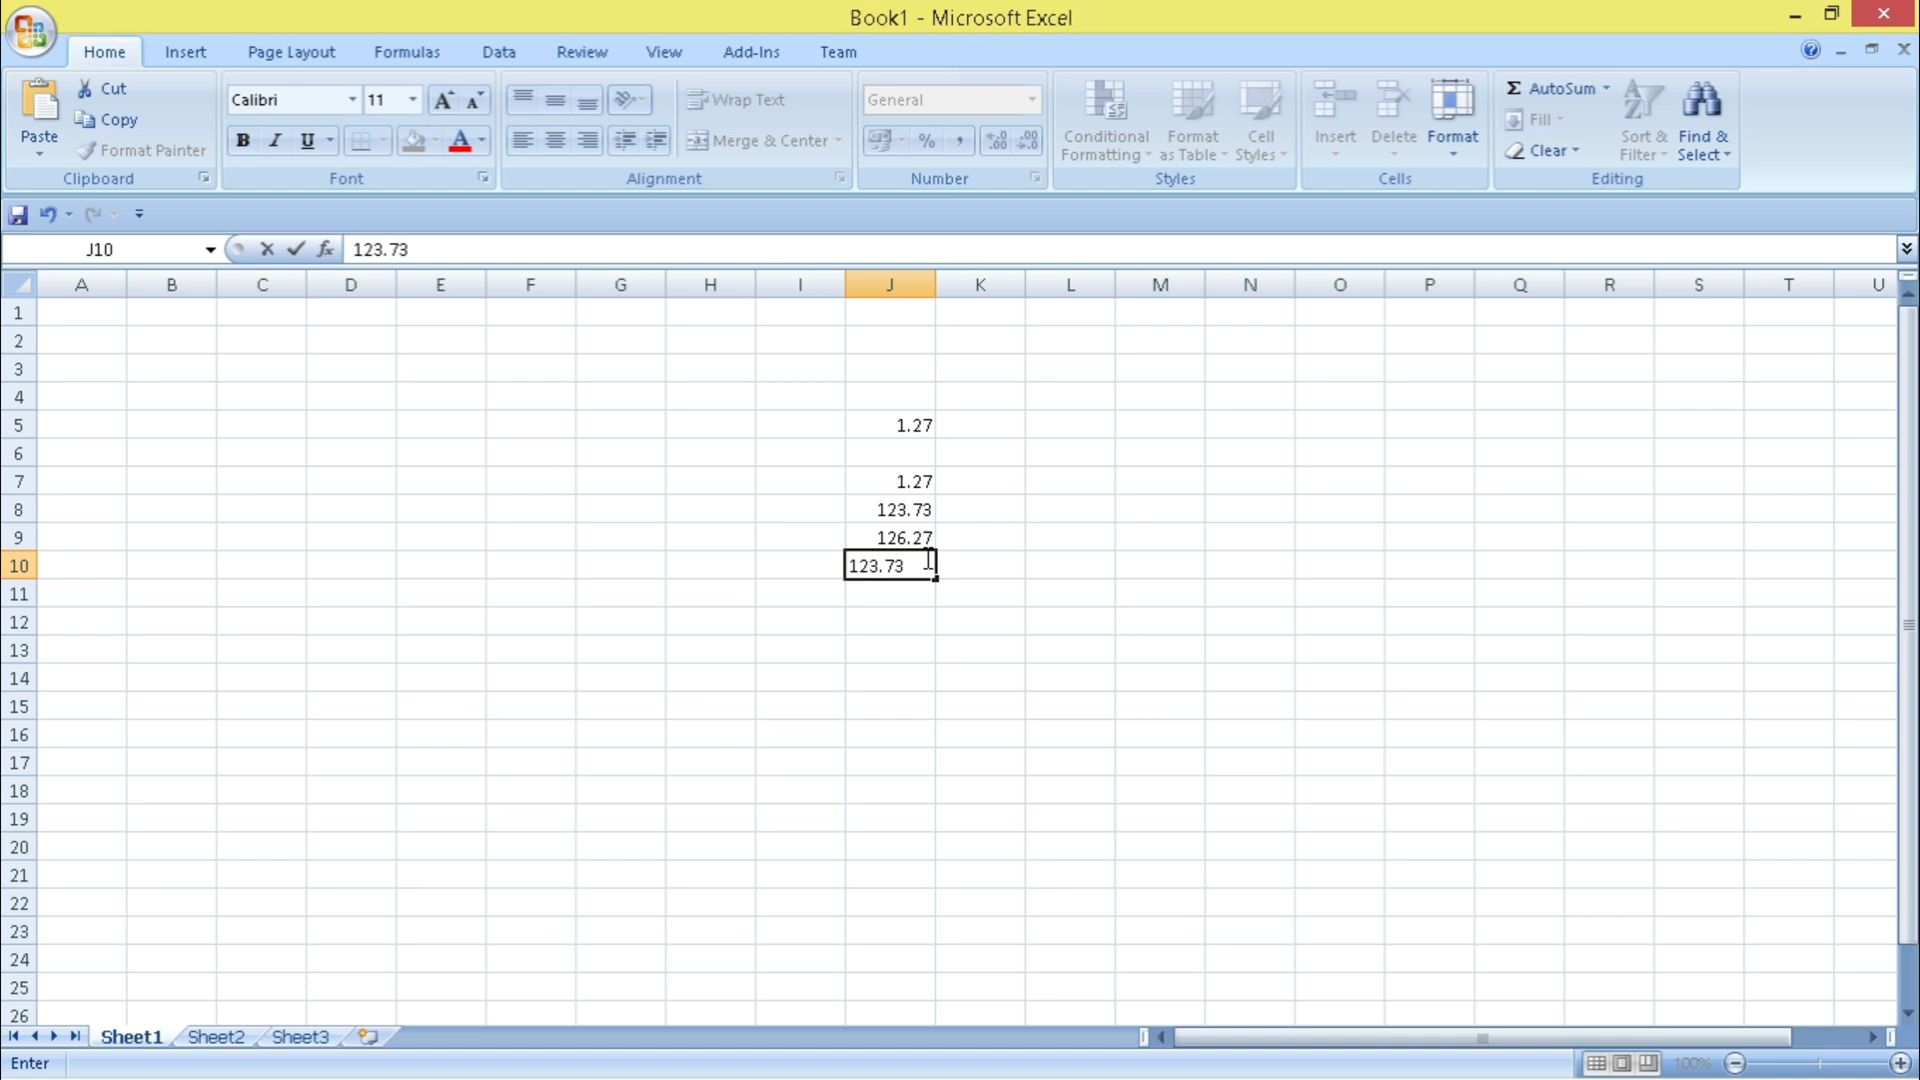 Book1 - Microsoft Excel
Home Insert Page Layout Formulas Data Review View Add-Ins Team
Paste
Cut
Copy
Format Painter
Clipboard
Calibri 11
B I U
Font
Wrap Text
Merge & Center
Alignment
General
%
Number
Conditional Formatting
Format as Table
Cell Styles
Styles
Insert Delete Format
Cells
Σ AutoSum
Fill
Clear
Sort & Filter
Find & Select
Editing
J10 fx 123.73
A B C D E F G H I J K L M N O P Q R S T U
1
2
3
4
5 1.27
6
7 1.27
8 123.73
9 126.27
10 123.73
11
12
13
14
15
16
17
18
19
20
21
22
23
24
25
26
Sheet1 Sheet2 Sheet3
Enter 100%